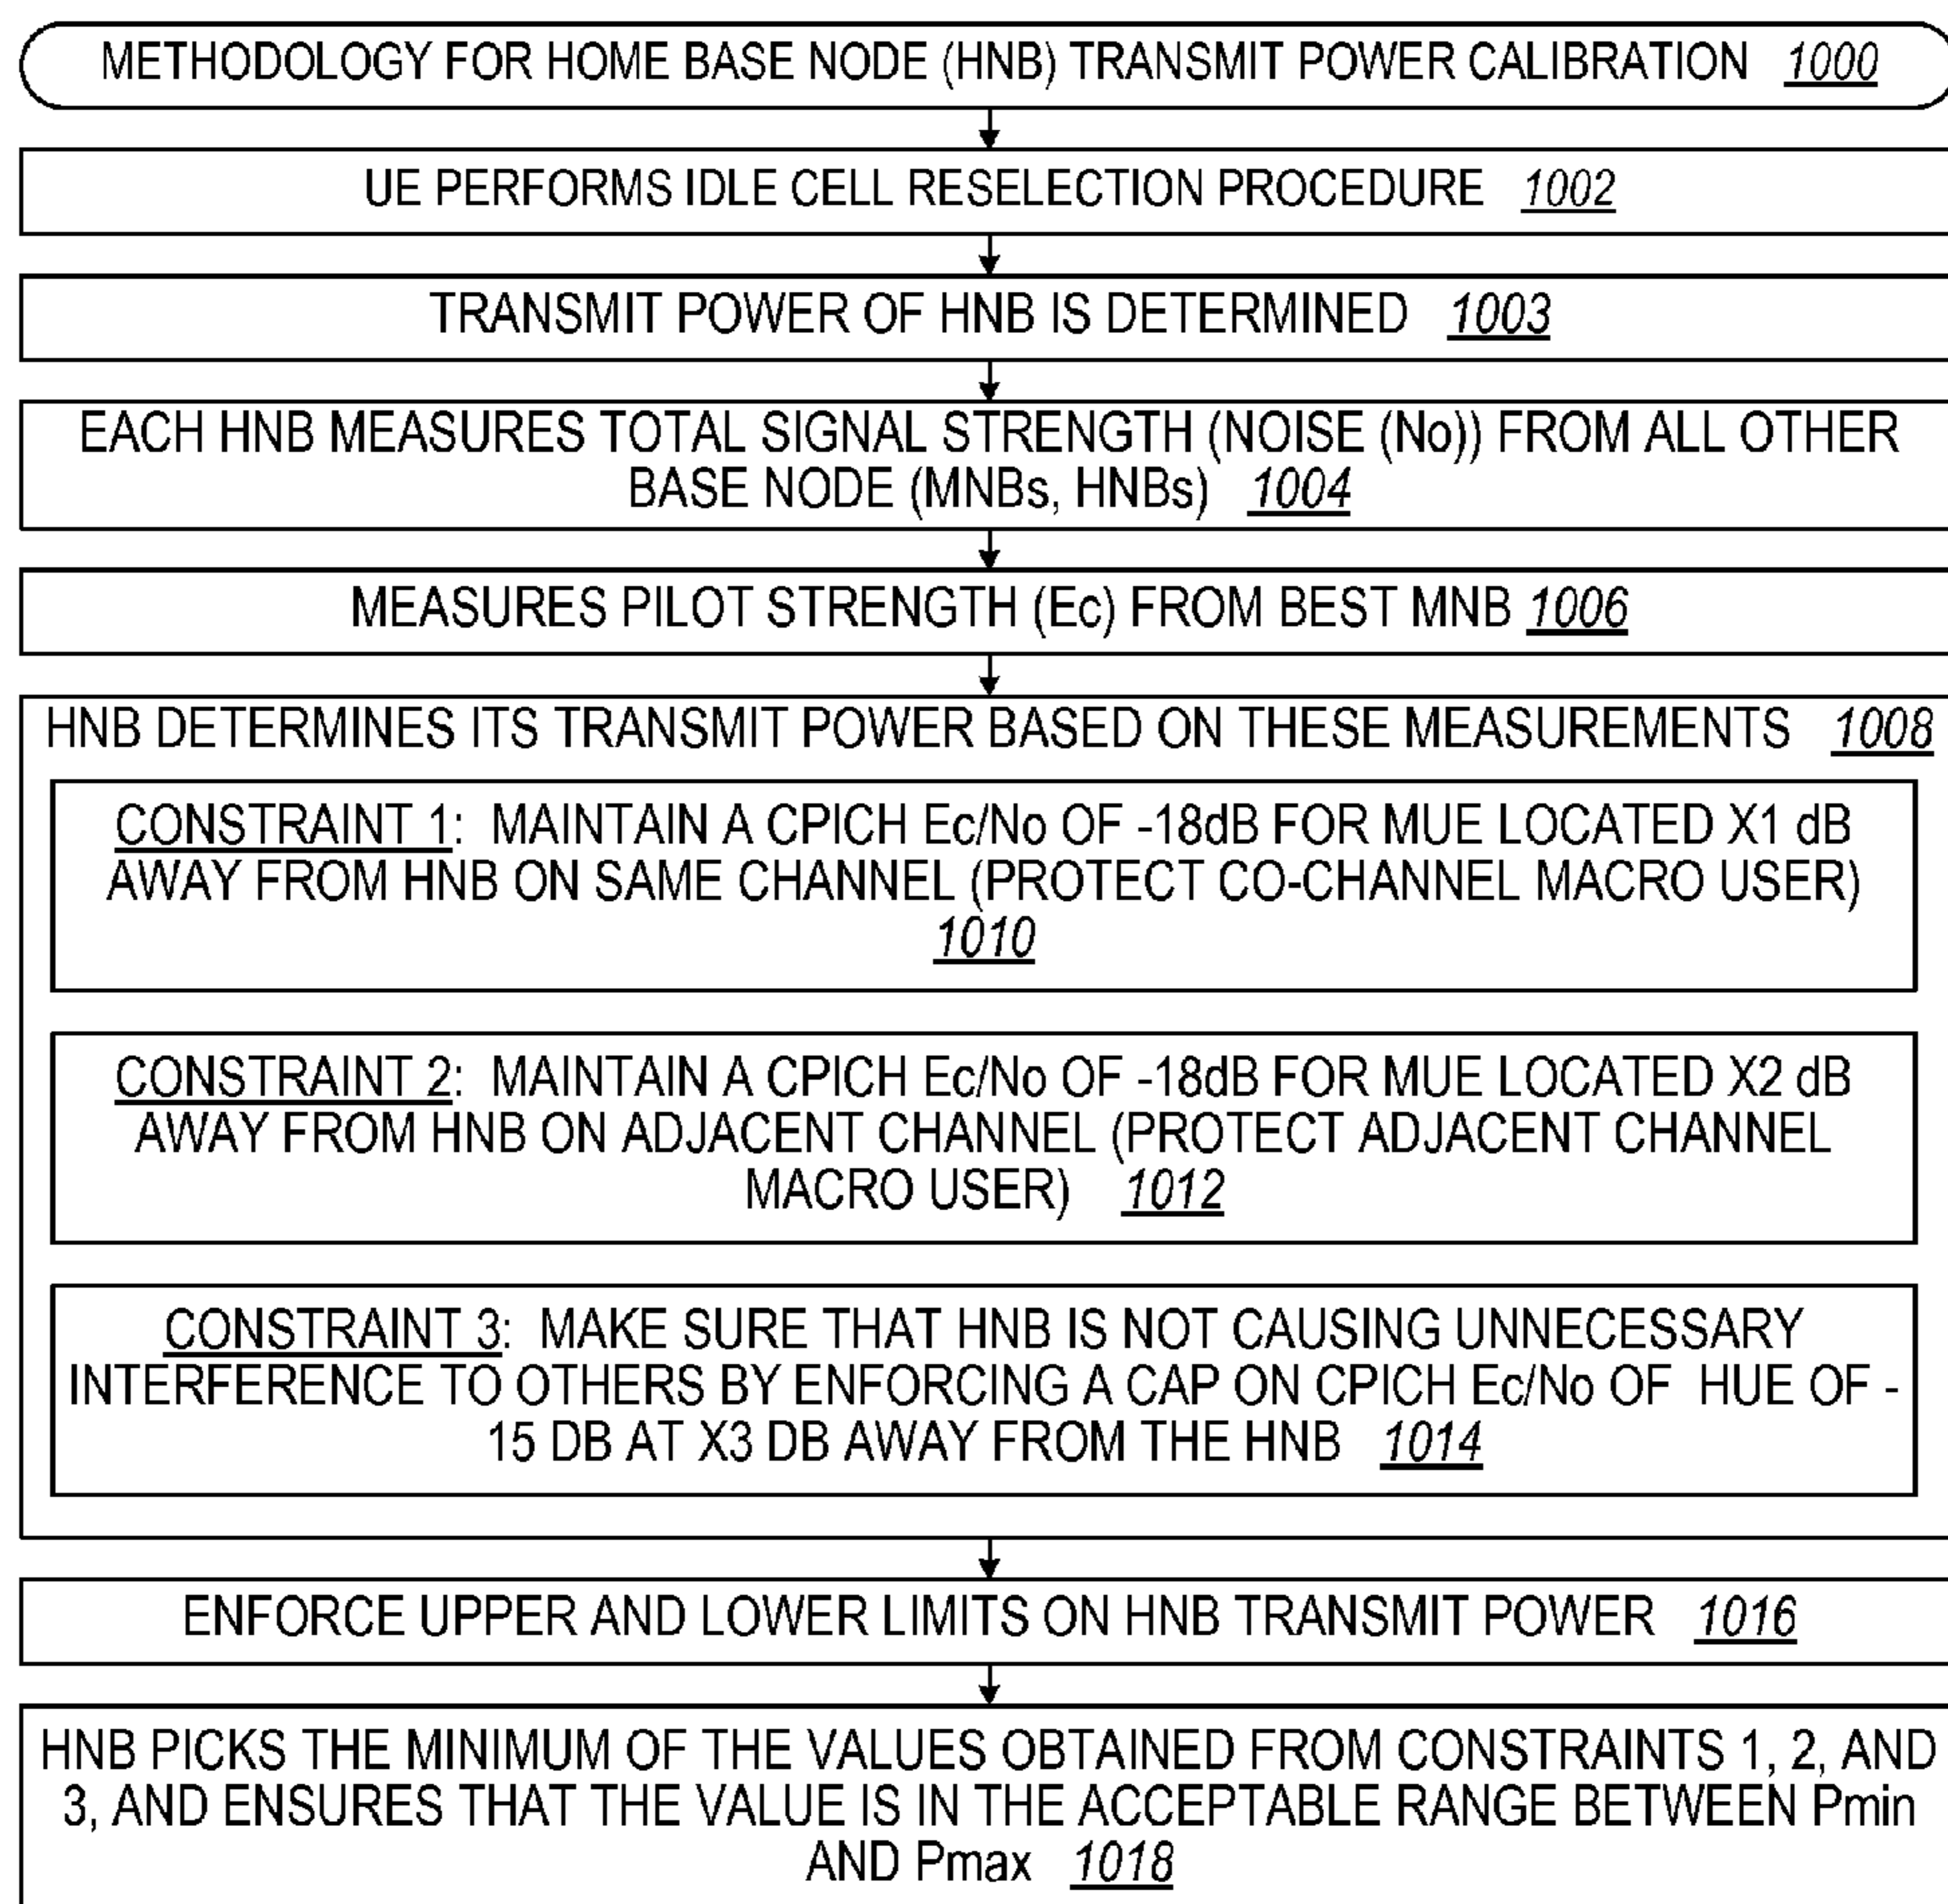 METHODOLOGY FOR HOME BASE NODE (HNB) TRANSMIT POWER CALIBRATION 1000
UE PERFORMS IDLE CELL RESELECTION PROCEDURE 1002
TRANSMIT POWER OF HNB IS DETERMINED 1003
EACH HNB MEASURES TOTAL SIGNAL STRENGTH (NOISE (No)) FROM ALL OTHER
BASE NODE (MNBs, HNBs) 1004
MEASURES PILOT STRENGTH (Ec) FROM BEST MNB 1006
HNB DETERMINES ITS TRANSMIT POWER BASED ON THESE MEASUREMENTS 1008
CONSTRAINT 1: MAINTAIN A CPICH Ec/No OF -18dB FOR MUE LOCATED X1 dB
AWAY FROM HNB ON SAME CHANNEL (PROTECT CO-CHANNEL MACRO USER)
1010
CONSTRAINT 2: MAINTAIN A CPICH Ec/No OF -18dB FOR MUE LOCATED X2 dB
AWAY FROM HNB ON ADJACENT CHANNEL (PROTECT ADJACENT CHANNEL
MACRO USER) 1012
CONSTRAINT 3: MAKE SURE THAT HNB IS NOT CAUSING UNNECESSARY
INTERFERENCE TO OTHERS BY ENFORCING A CAP ON CPICH Ec/No OF HUE OF -
15 DB AT X3 DB AWAY FROM THE HNB 1014
ENFORCE UPPER AND LOWER LIMITS ON HNB TRANSMIT POWER 1016
HNB PICKS THE MINIMUM OF THE VALUES OBTAINED FROM CONSTRAINTS 1, 2, AND
3, AND ENSURES THAT THE VALUE IS IN THE ACCEPTABLE RANGE BETWEEN Pmin
AND Pmax 1018